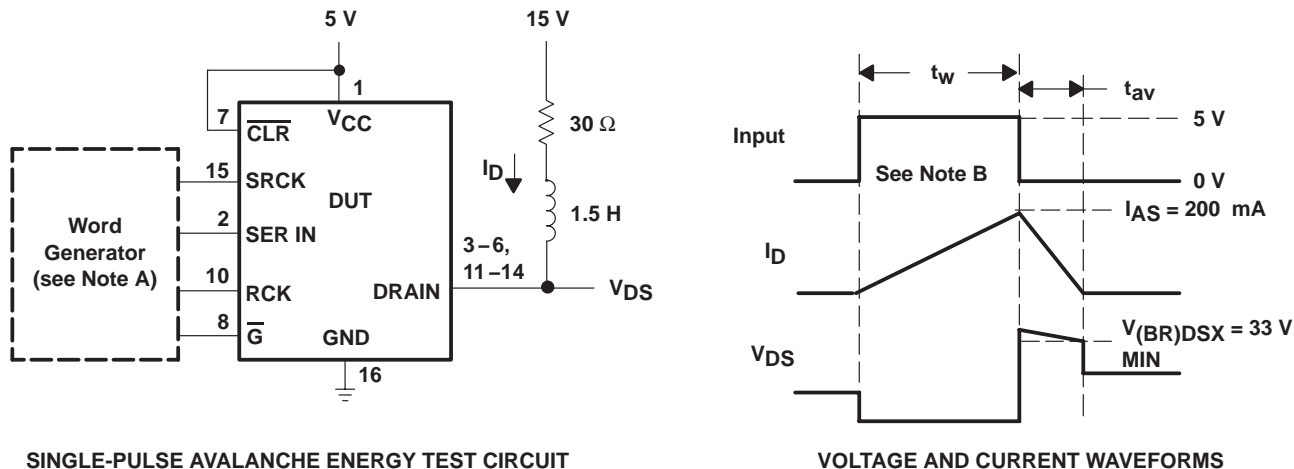 5 V
15 V
1
VCC
7
CLR
15
SRCK
DUT
2
SER IN
10
RCK
8
G
GND
16
DRAIN
3–6,
11–14
Word
Generator
(see Note A)
30 Ω
ID
1.5 H
VDS
SINGLE-PULSE AVALANCHE ENERGY TEST CIRCUIT
tw
tav
Input
5 V
See Note B
0 V
IAS = 200 mA
ID
V(BR)DSX = 33 V
MIN
VDS
VOLTAGE AND CURRENT WAVEFORMS